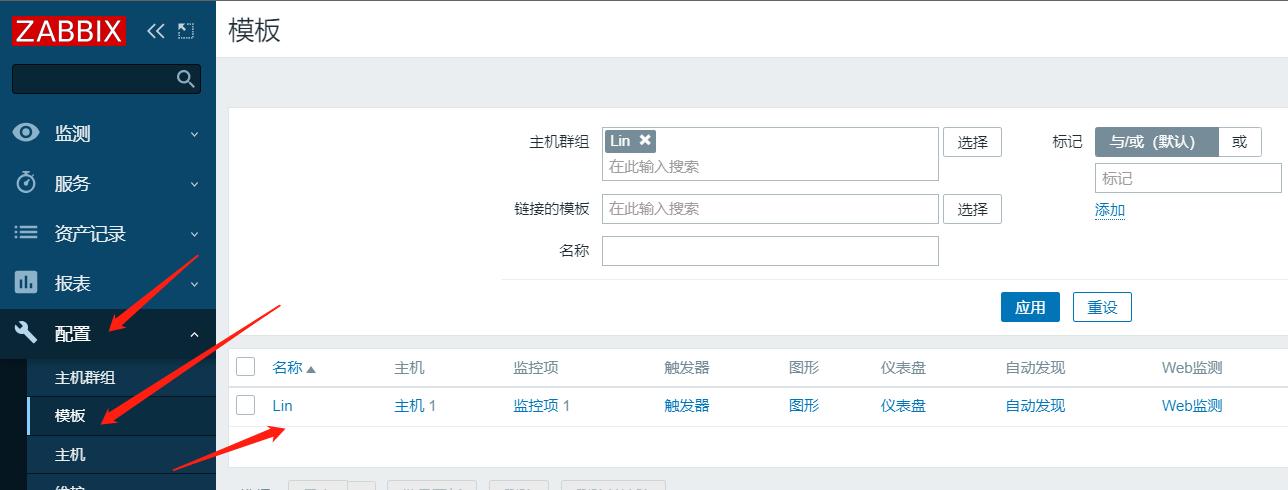 ZABBIX
模板
监测
服务
资产记录
报表
配置
主机群组
模板
主机
主机群组 Lin 选择 标记 与/或（默认） 或
在此输入搜索 标记
链接的模板 在此输入搜索 选择 添加
名称
应用 重设
名称 主机 监控项 触发器 图形 仪表盘 自动发现 Web监测
Lin 主机 1 监控项 1 触发器 图形 仪表盘 自动发现 Web监测